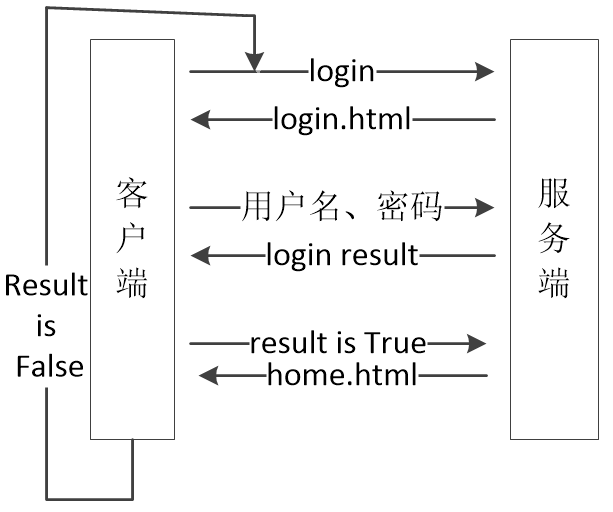 login
login.html
客户端
用户名、密码
服务端
login result
Result
is
False
result is True
home.html